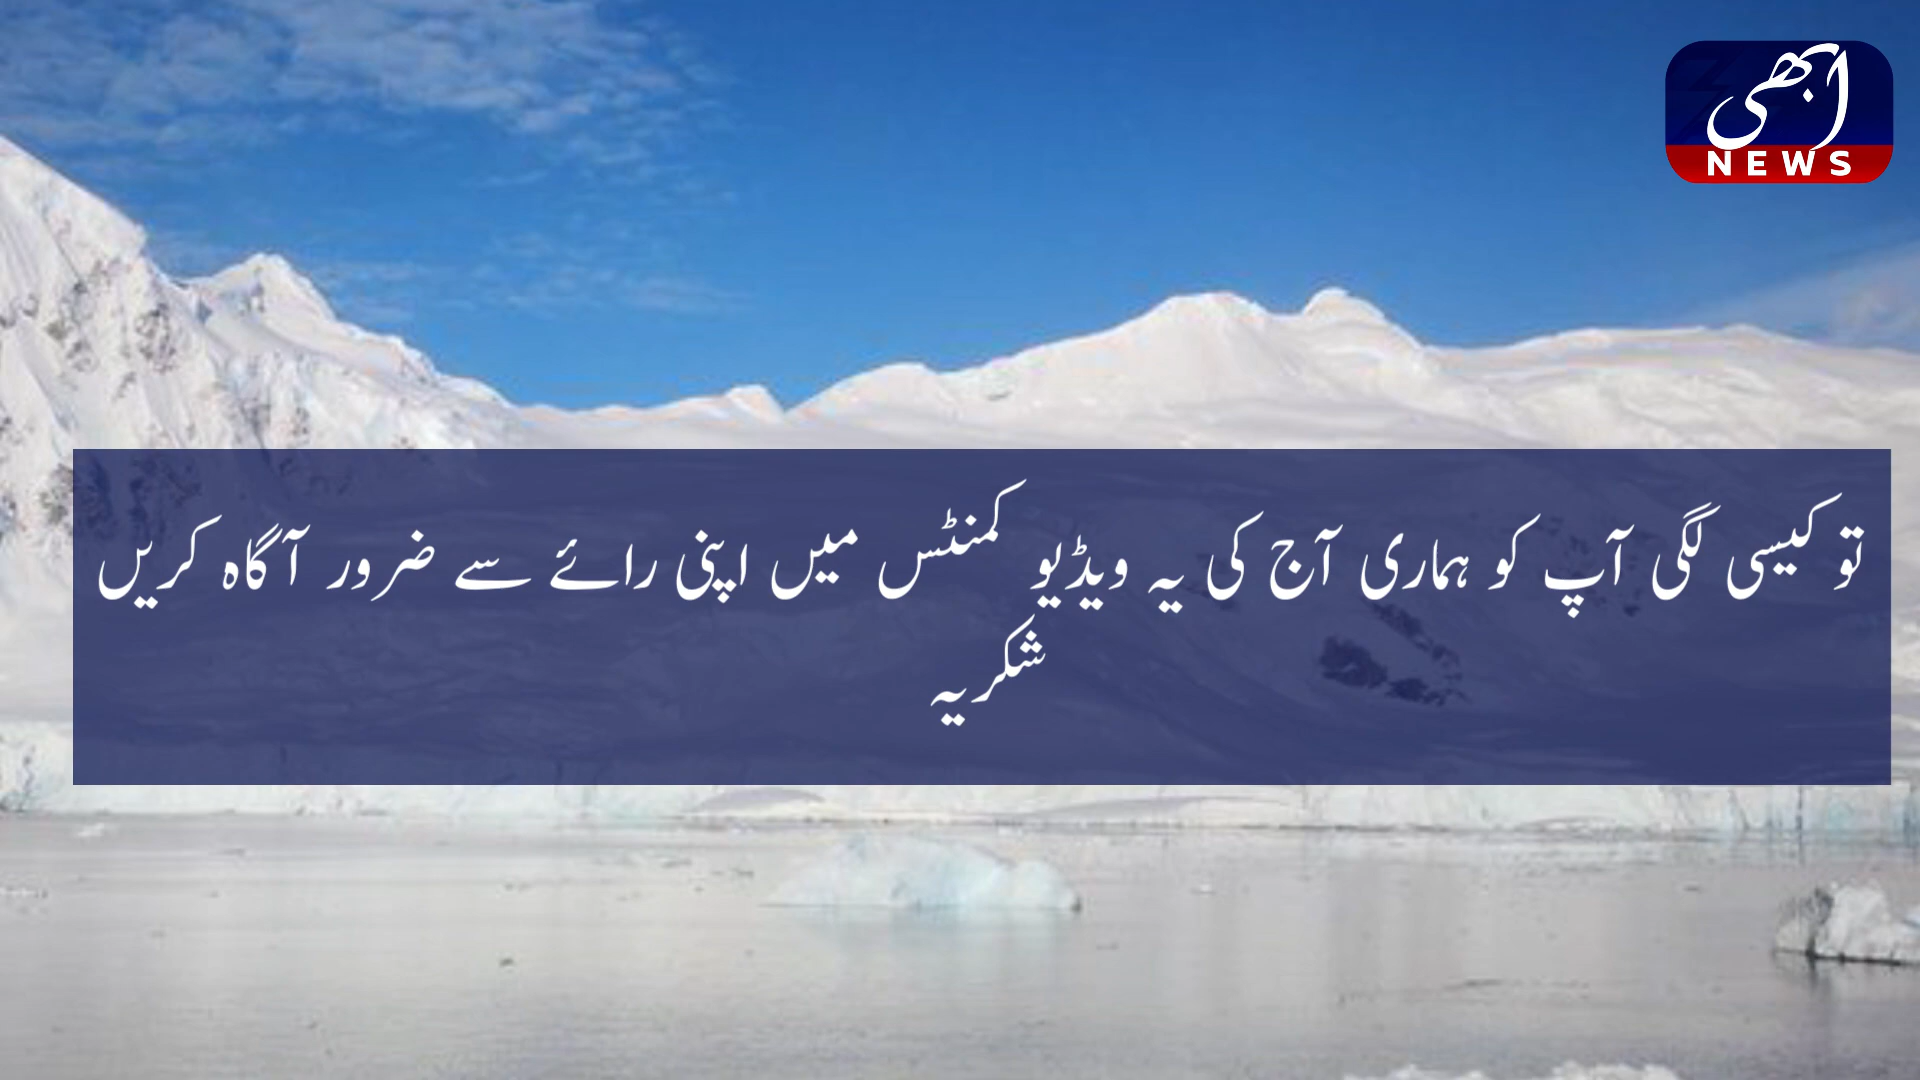 ابھی
NEWS
تو کیسی لگی آپ کو ہماری آج کی یہ ویڈیو کمنٹس میں اپنی رائے سے ضرور آگاہ کریں
شکریہ